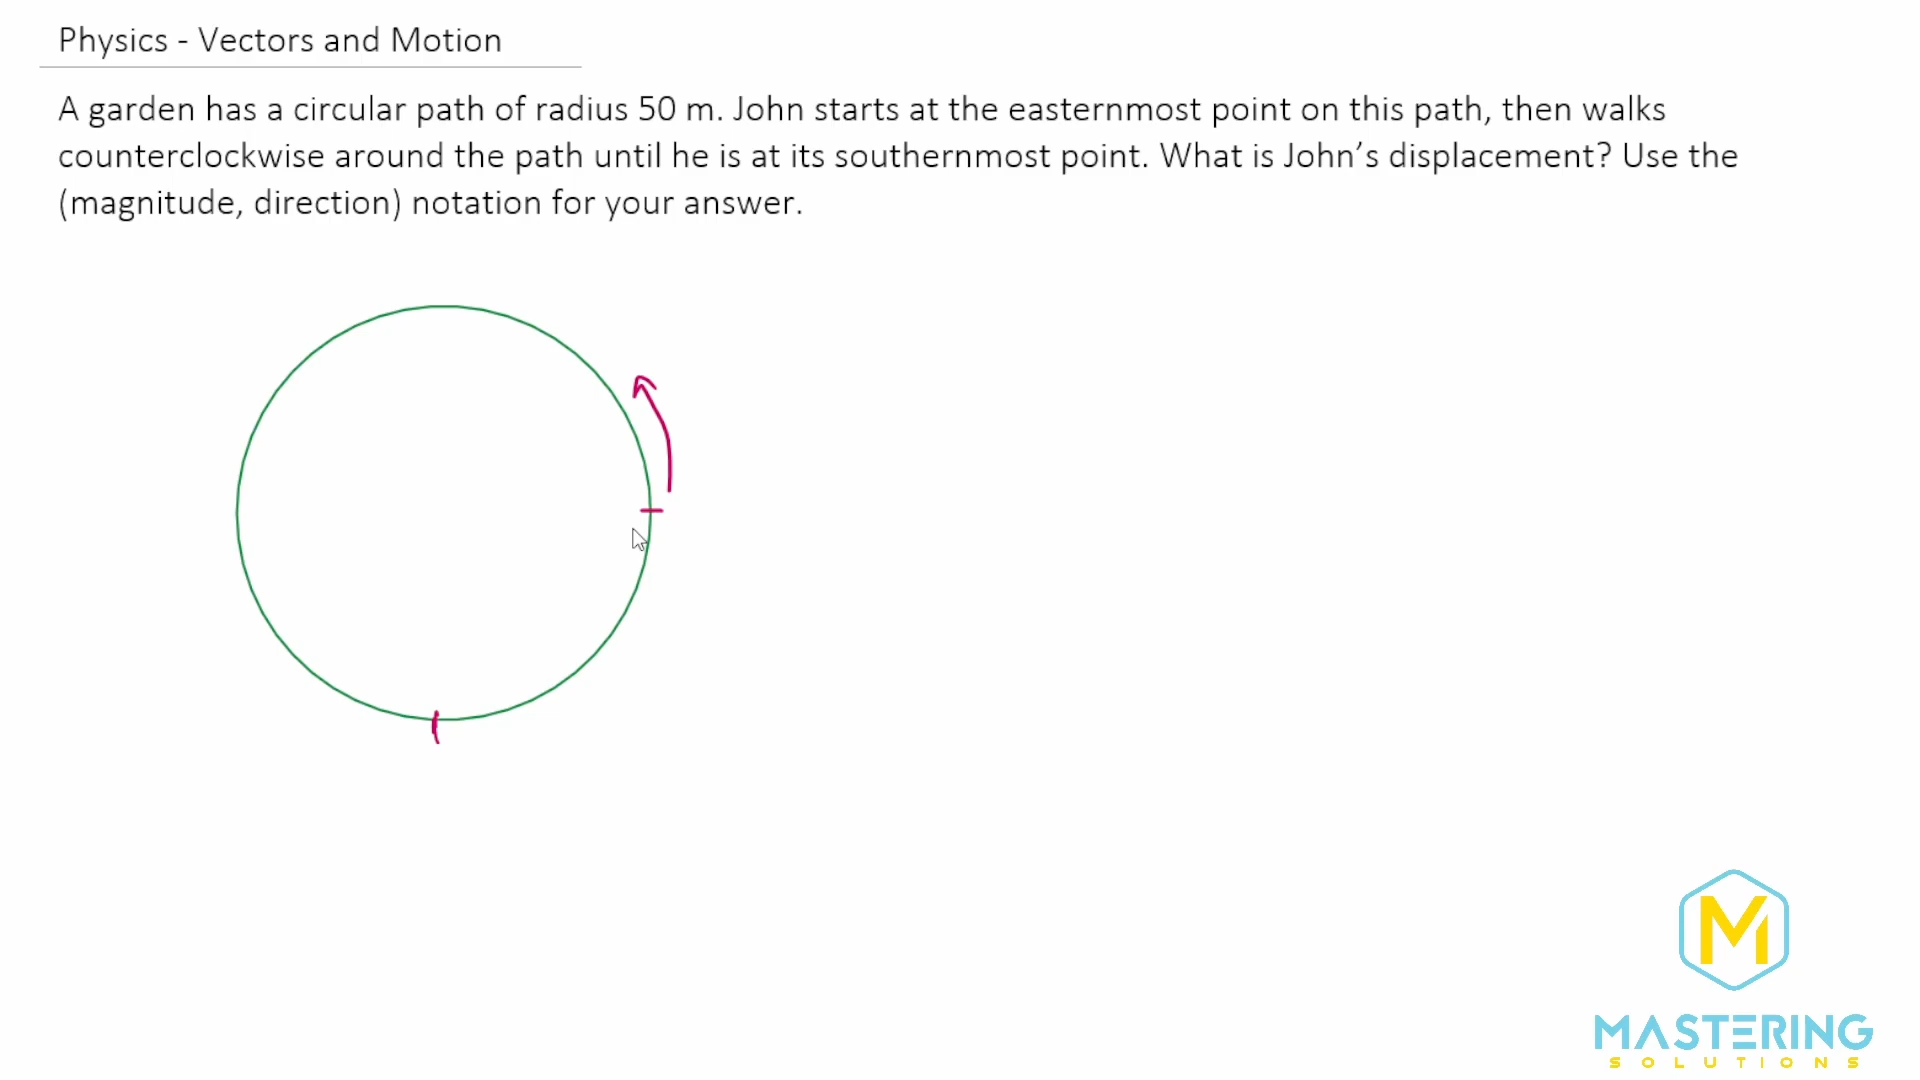 Physics - Vectors and Motion
A garden has a circular path of radius 50 m. John starts at the easternmost point on this path, then walks
counterclockwise around the path until he is at its southernmost point. What is John’s displacement? Use the
(magnitude, direction) notation for your answer.
M
MASTERING
SOLUTIONS